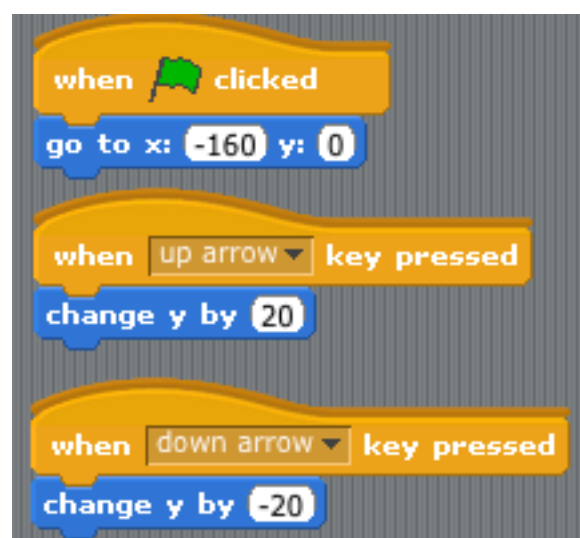 when clicked
go to x: -160 y: 0
when up arrow key pressed
change y by 20
when down arrow key pressed
change y by -20